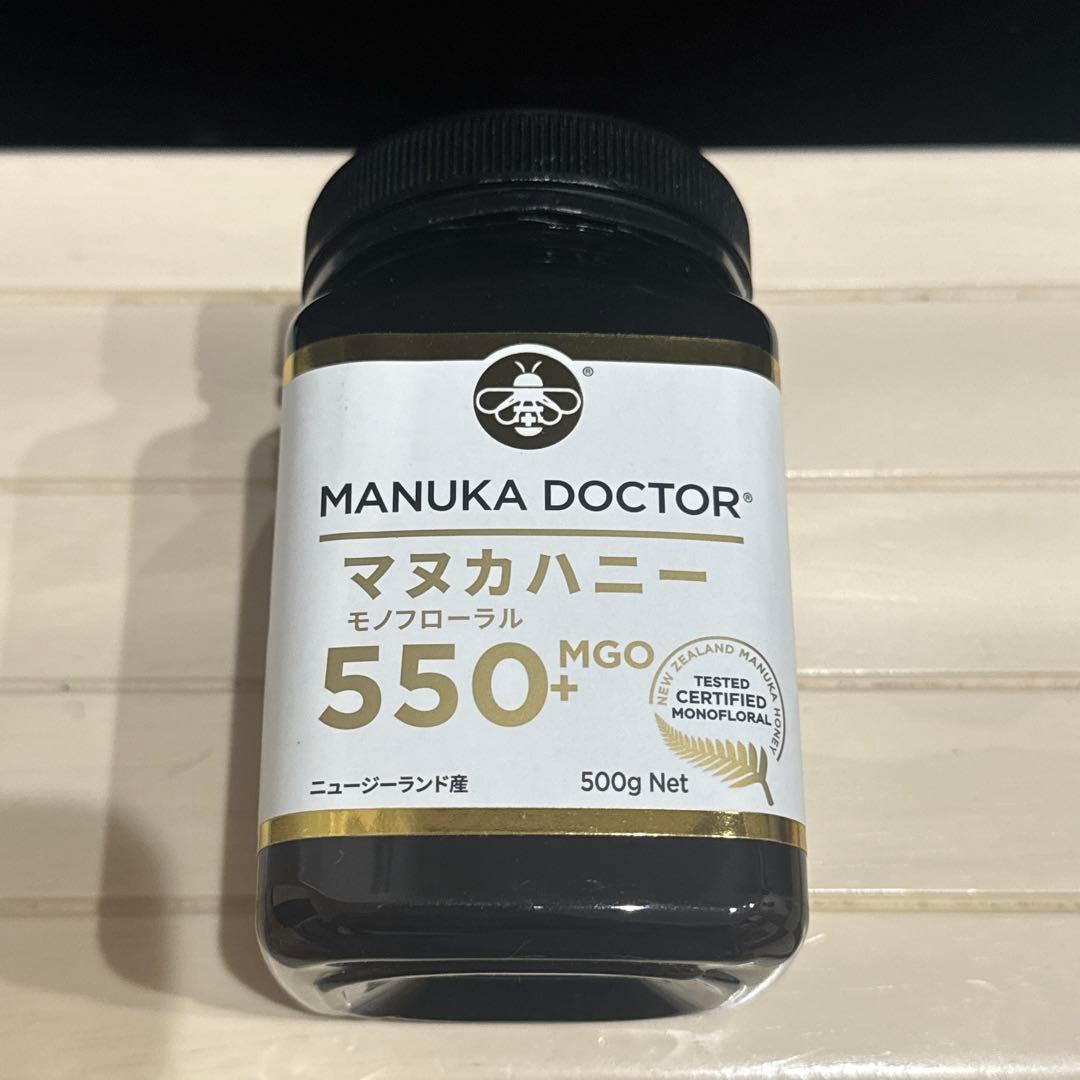 MANUKA DOCTOR®
マヌカハニー
モノフローラル
550+ MGO
NEW ZEALAND MANUKA HONEY
TESTED
CERTIFIED
MONOFLORAL
ニュージーランド産
500g Net